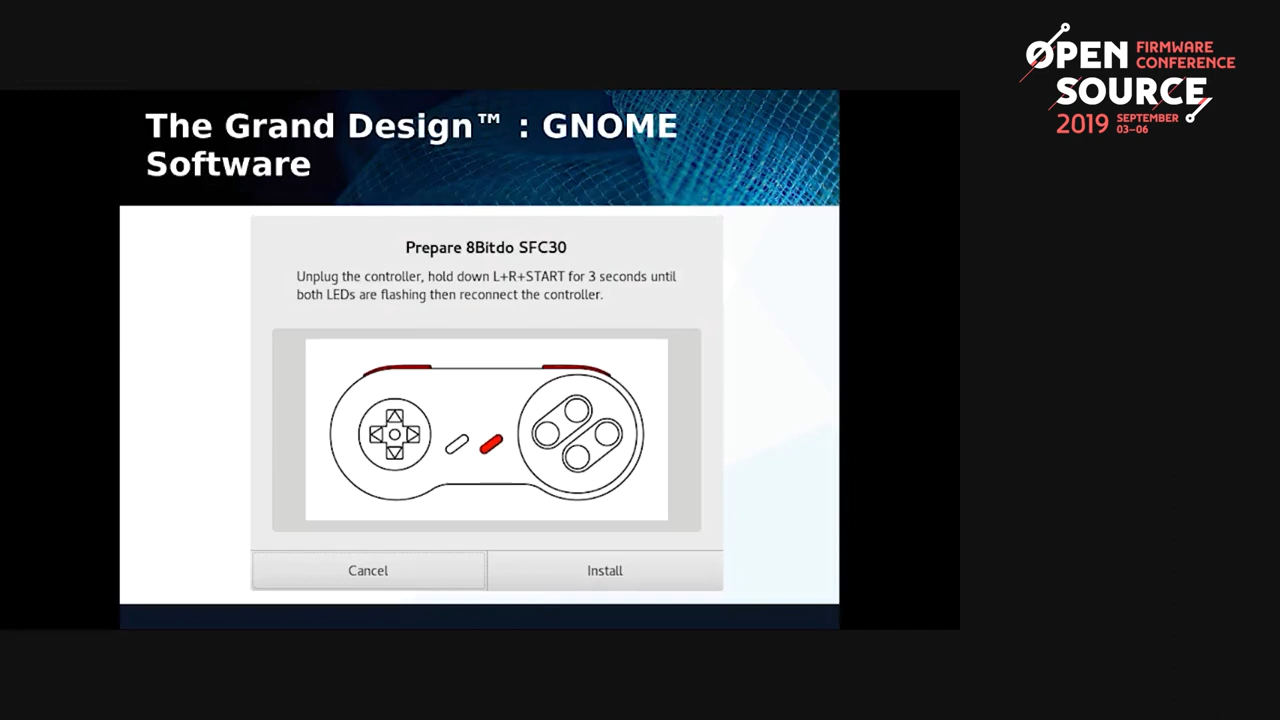 The Grand Design™ : GNOME
Software
Prepare 8Bitdo SFC30
Unplug the controller, hold down L+R+START for 3 seconds until
both LEDs are flashing then reconnect the controller.
Cancel
Install
OPEN
FIRMWARE
CONFERENCE
SOURCE
2019
SEPTEMBER
03–06